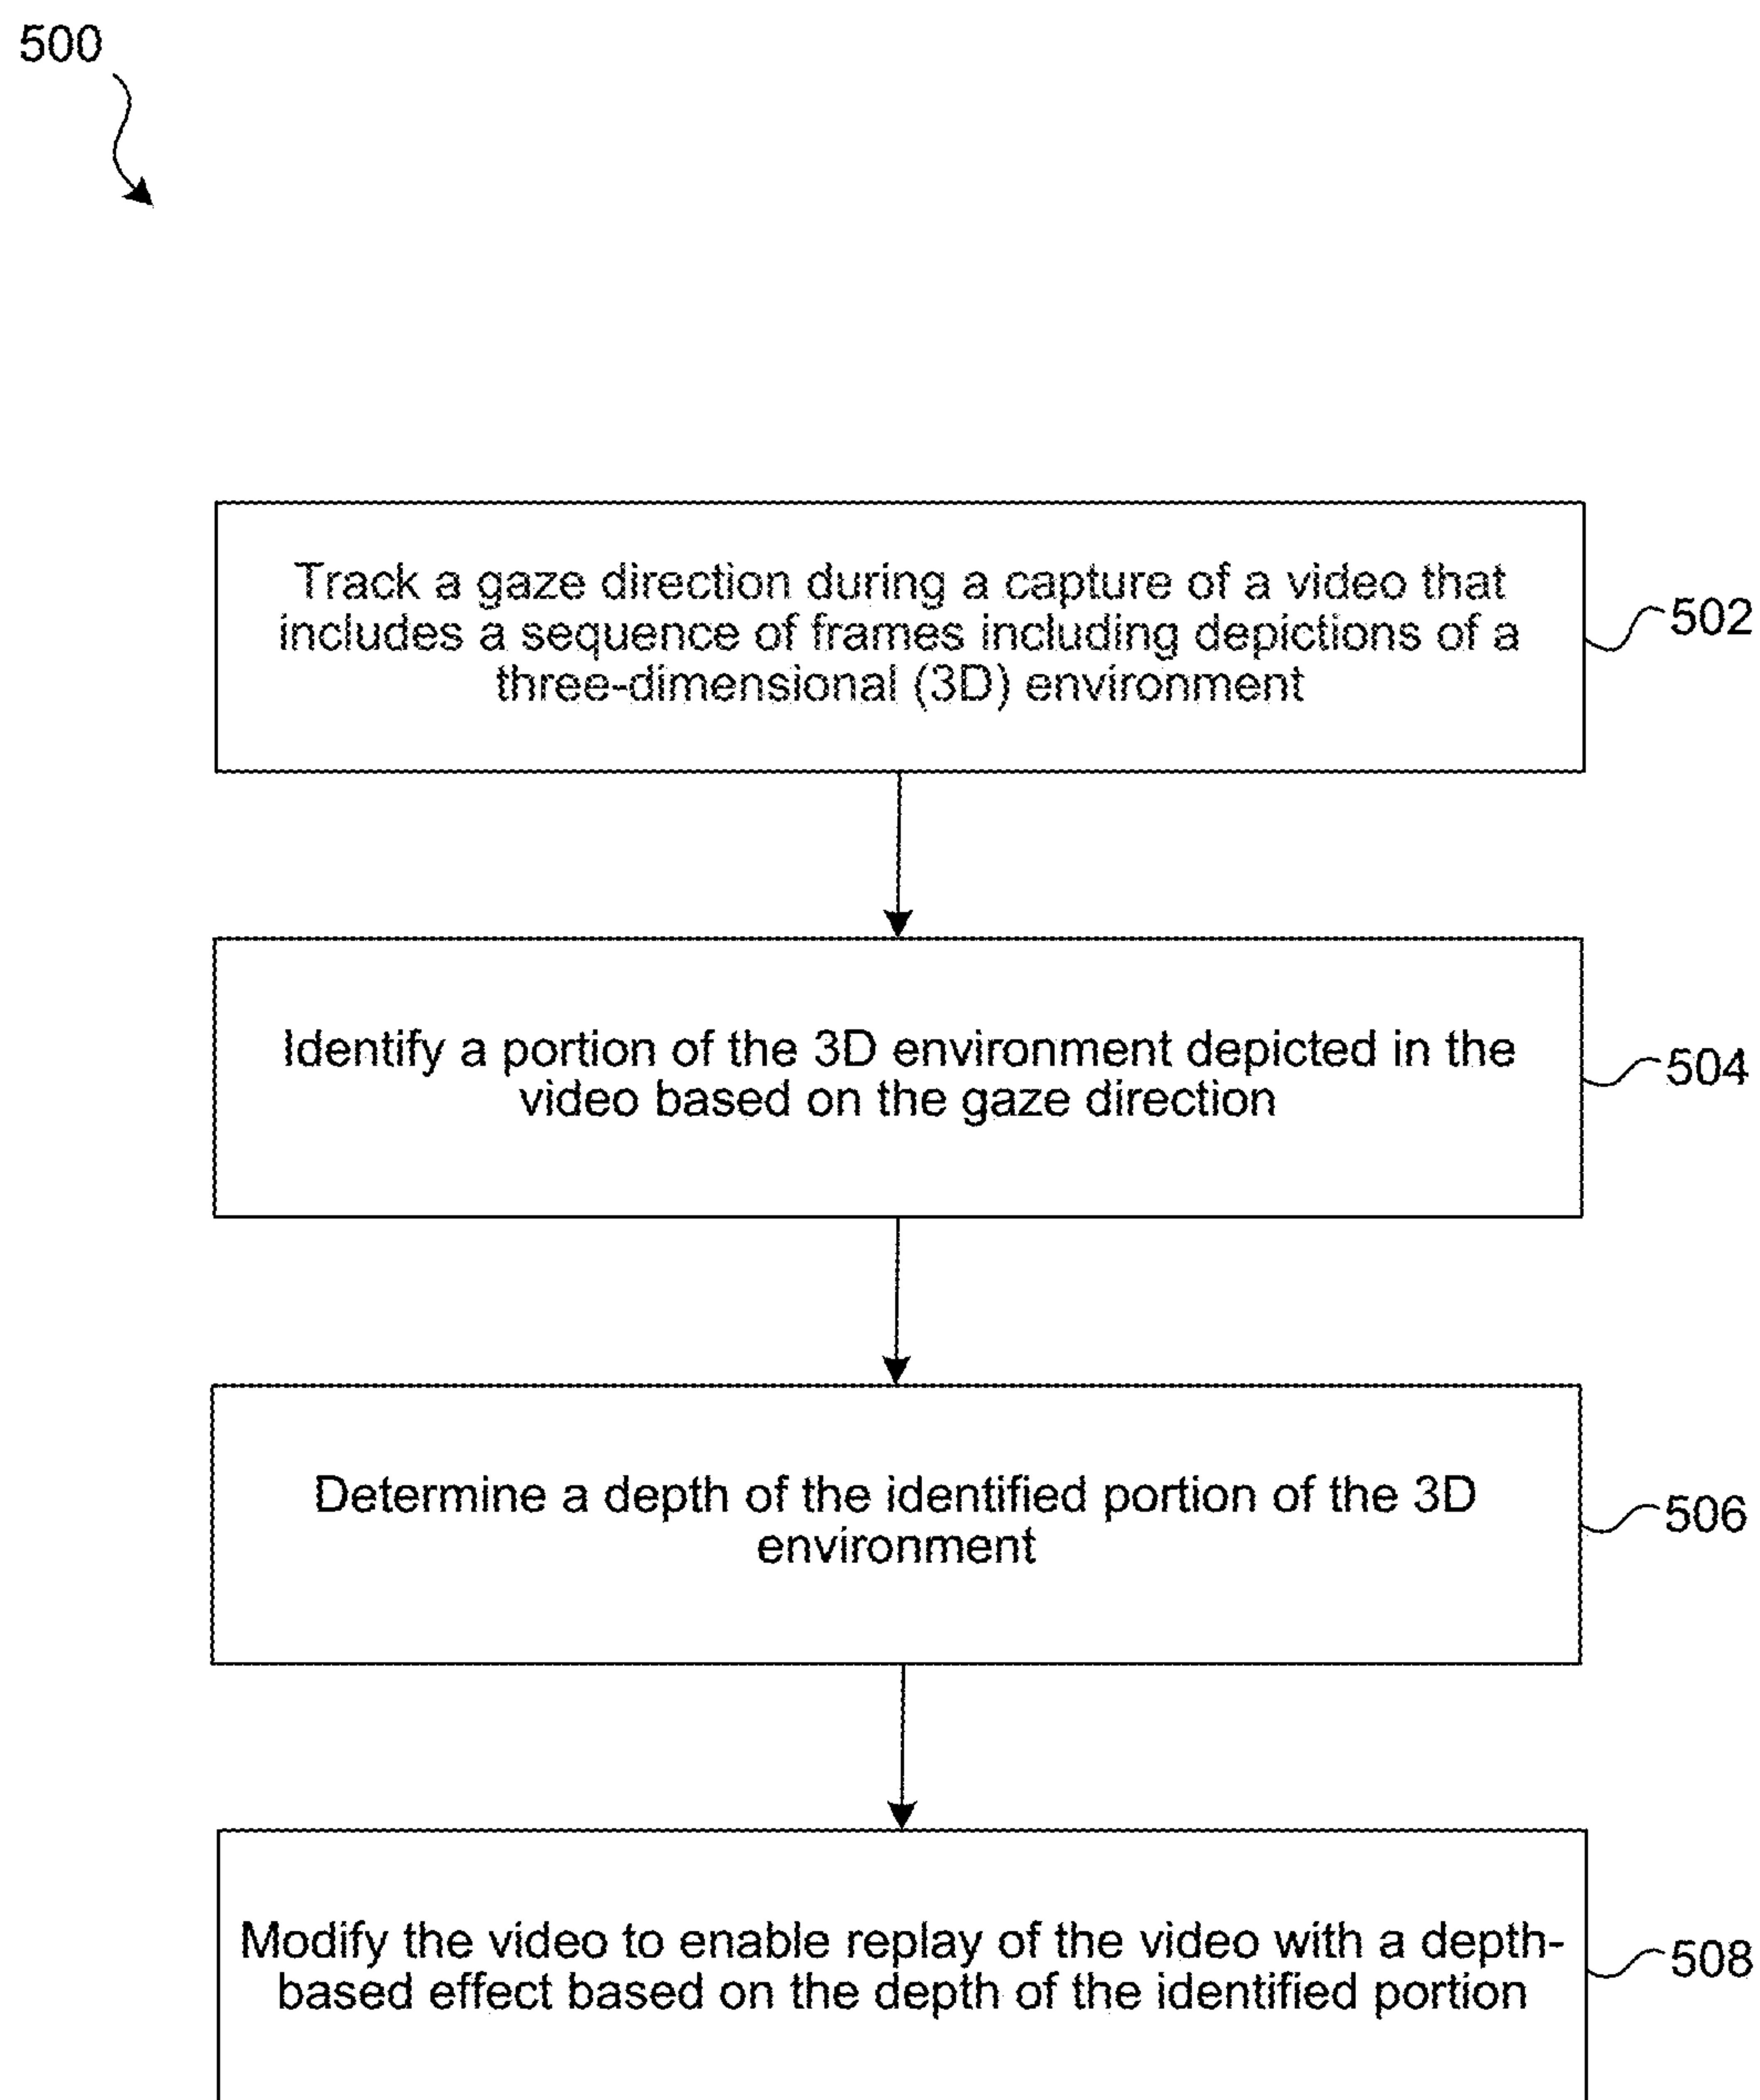 500
Track a gaze direction during a capture of a video that
includes a sequence of frames including depictions of a
three-dimensional (3D) environment
502
Identify a portion of the 3D environment depicted in the
video based on the gaze direction
504
Determine a depth of the identified portion of the 3D
environment
506
Modify the video to enable replay of the video with a depth-
based effect based on the depth of the identified portion
508